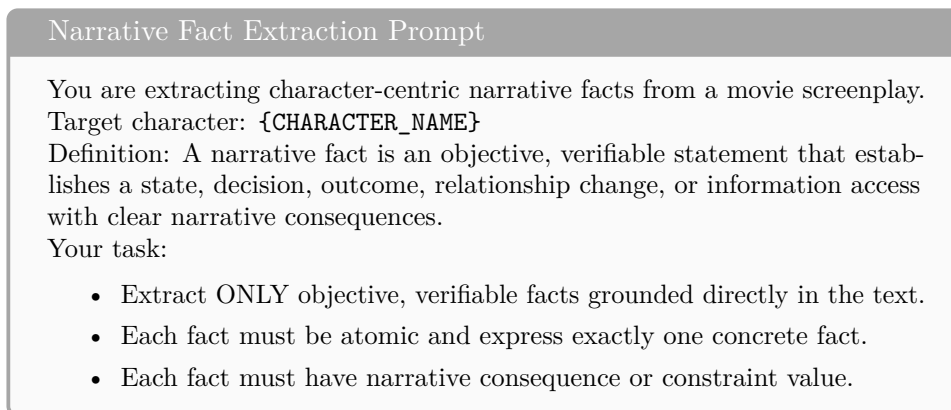 Narrative Fact Extraction Prompt
You are extracting character-centric narrative facts from a movie screenplay.
Target character: {CHARACTER_NAME}
Definition: A narrative fact is an objective, verifiable statement that estab-
lishes a state, decision, outcome, relationship change, or information access
with clear narrative consequences.
Your task:
• Extract ONLY objective, verifiable facts grounded directly in the text.
• Each fact must be atomic and express exactly one concrete fact.
• Each fact must have narrative consequence or constraint value.